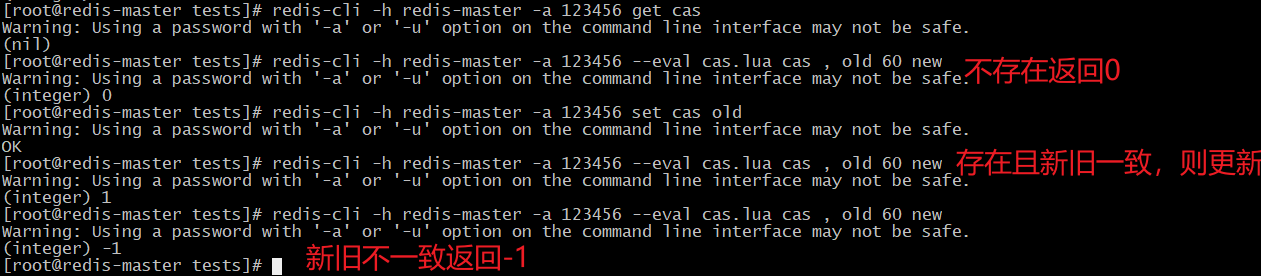 [root@redis-master tests]# redis-cli -h redis-master -a 123456 get cas
Warning: Using a password with '-a' or '-u' option on the command line interface may not be safe.
(nil)
[root@redis-master tests]# redis-cli -h redis-master -a 123456 --eval cas.lua cas , old 60 new
不存在返回0
Warning: Using a password with '-a' or '-u' option on the command line interface may not be safe.
(integer) 0
[root@redis-master tests]# redis-cli -h redis-master -a 123456 set cas old
Warning: Using a password with '-a' or '-u' option on the command line interface may not be safe.
OK
[root@redis-master tests]# redis-cli -h redis-master -a 123456 --eval cas.lua cas , old 60 new
存在且新旧一致，则更新
Warning: Using a password with '-a' or '-u' option on the command line interface may not be safe.
(integer) 1
[root@redis-master tests]# redis-cli -h redis-master -a 123456 --eval cas.lua cas , old 60 new
Warning: Using a password with '-a' or '-u' option on the command line interface may not be safe.
(integer) -1
新旧不一致返回-1
[root@redis-master tests]#